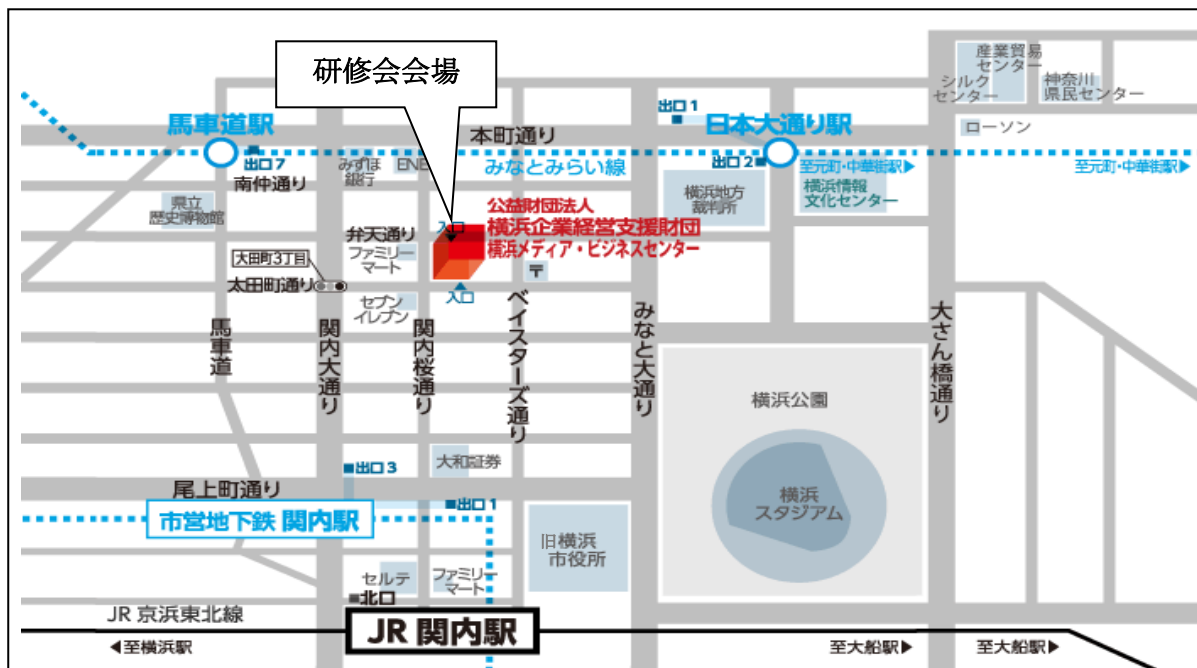 研修会会場
産業貿易
センター
シルク
センター
神奈川
県民センター
出口1
馬車道駅
本町通り
日本大通り駅
ローソン
出口7
みずほ
銀行
ENE
みなとみらい線
出口2
至元町・中華街駅▶
至元町・中華街駅▶
南仲通り
県立
歴史博物館
横浜地方
裁判所
横浜情報
文化センター
公益財団法人
横浜企業経営支援財団
横浜メディア・ビジネスセンター
入口
弁天通り
ファミリー
マート
大田町3丁目
太田町通り
〒
入口
セブン
イレブン
馬車道
関内大通り
関内桜通り
ベイスターズ通り
みなと大通り
大さん橋通り
横浜公園
横浜
スタジアム
出口3
大和証券
尾上町通り
出口1
市営地下鉄 関内駅
旧横浜
市役所
セルテ
ファミリー
マート
北口
JR 京浜東北線
JR 関内駅
◀至横浜駅
至大船駅▶
至大船駅▶